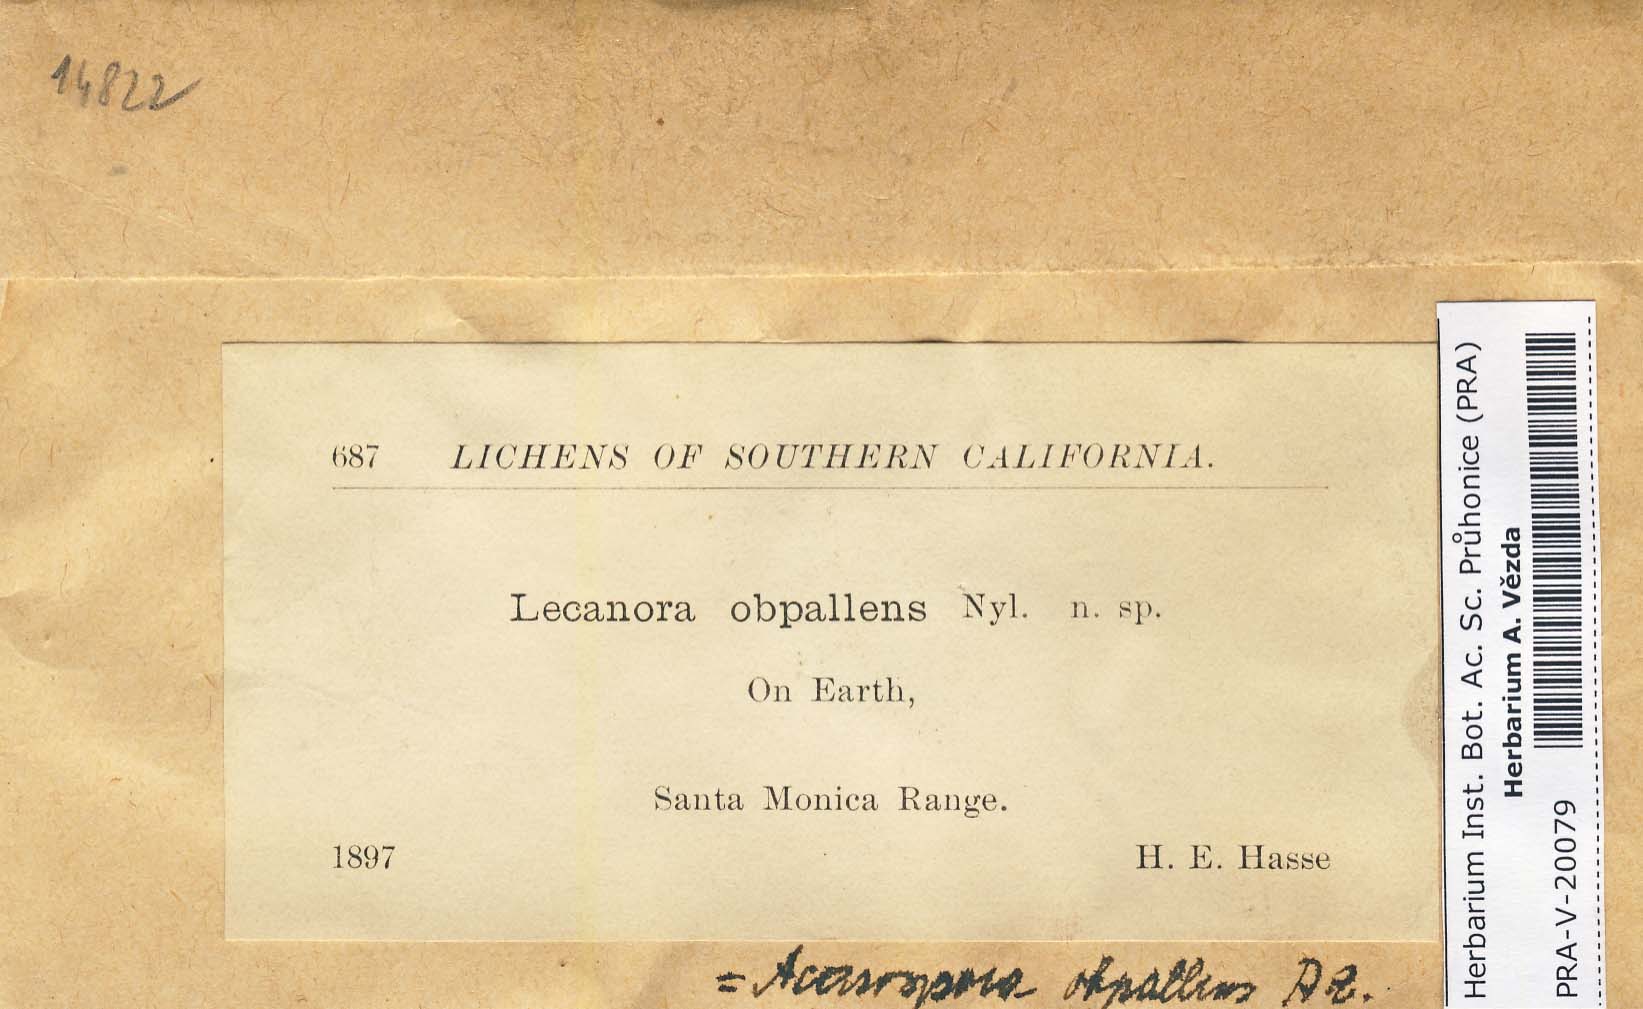 14822
687 LICHENS OF SOUTHERN CALIFORNIA.
Lecanora obpallens Nyl. n. sp.
On Earth,
Santa Monica Range.
1897 H. E. Hasse
= Acarospora obpallens
Herbarium Inst. Bot. Ac. Sc. Průhonice (PRA)
Herbarium A. Vězda
PRA-V-20079